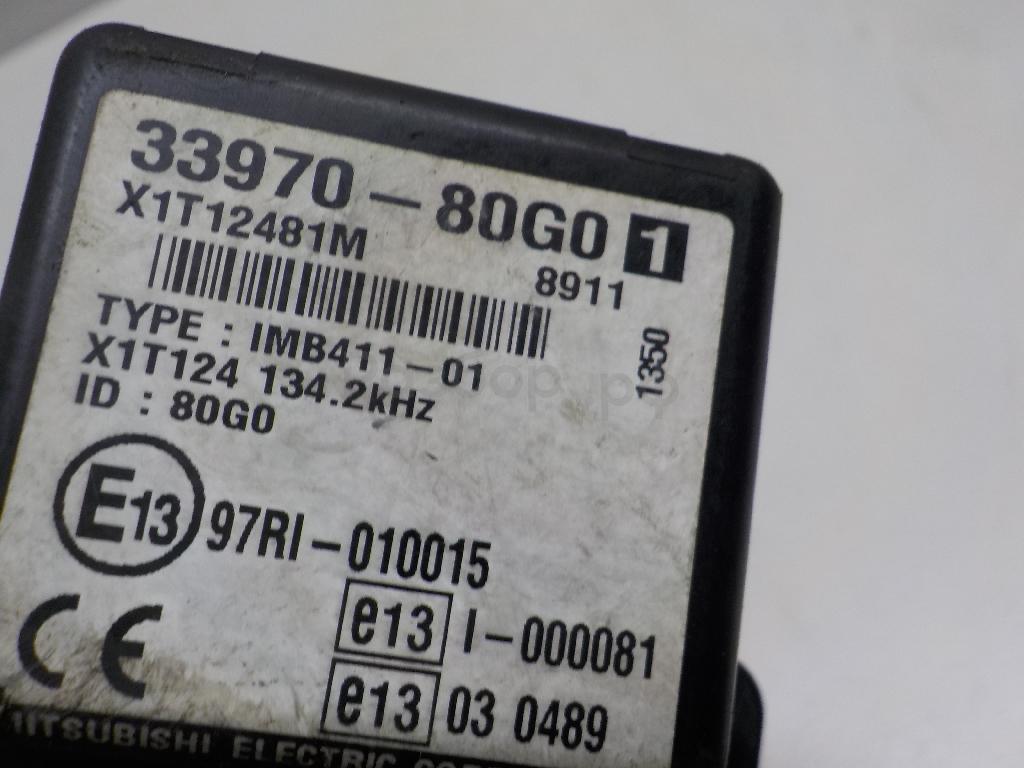 33970-80G0 1
X1T12481M
8911
1350
TYPE : IMB411-01
X1T124 134.2kHz
ID : 80G0
E13 97RI-010015
e13 I-000081
CE
e13 03 0489
ELECTRIC